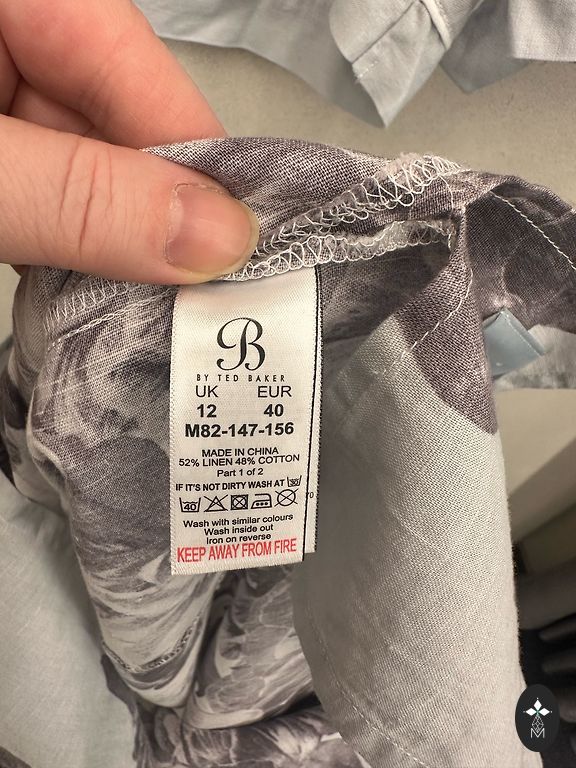 B
BY TED BAKER
UK EUR
12 40
M82-147-156
MADE IN CHINA
52% LINEN 48% COTTON
Part 1 of 2
IF IT'S NOT DIRTY WASH AT 30
40
Wash with similar colours
Wash inside out
Iron on reverse
KEEP AWAY FROM FIRE
M